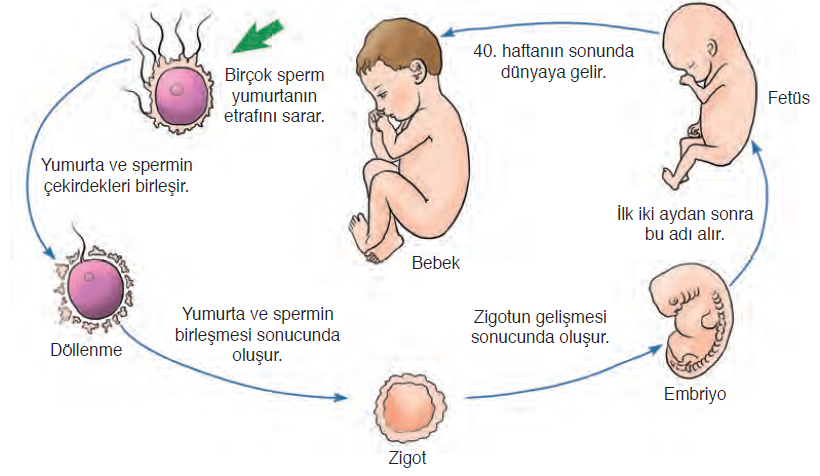 Birçok sperm
yumurtanın
etrafını sarar.
Yumurta ve spermin
çekirdekleri birleşir.
Döllenme
Yumurta ve spermin
birleşmesi sonucunda
oluşur.
Zigot
Zigotun gelişmesi
sonucunda oluşur.
Embriyo
İlk iki aydan sonra
bu adı alır.
Fetüs
40. haftanın sonunda
dünyaya gelir.
Bebek